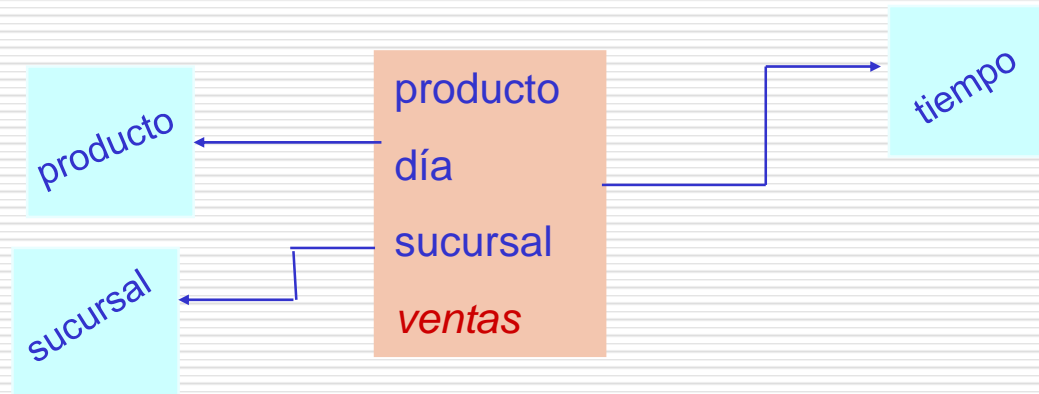 producto
sucursal
producto
día
sucursal
ventas
tiempo